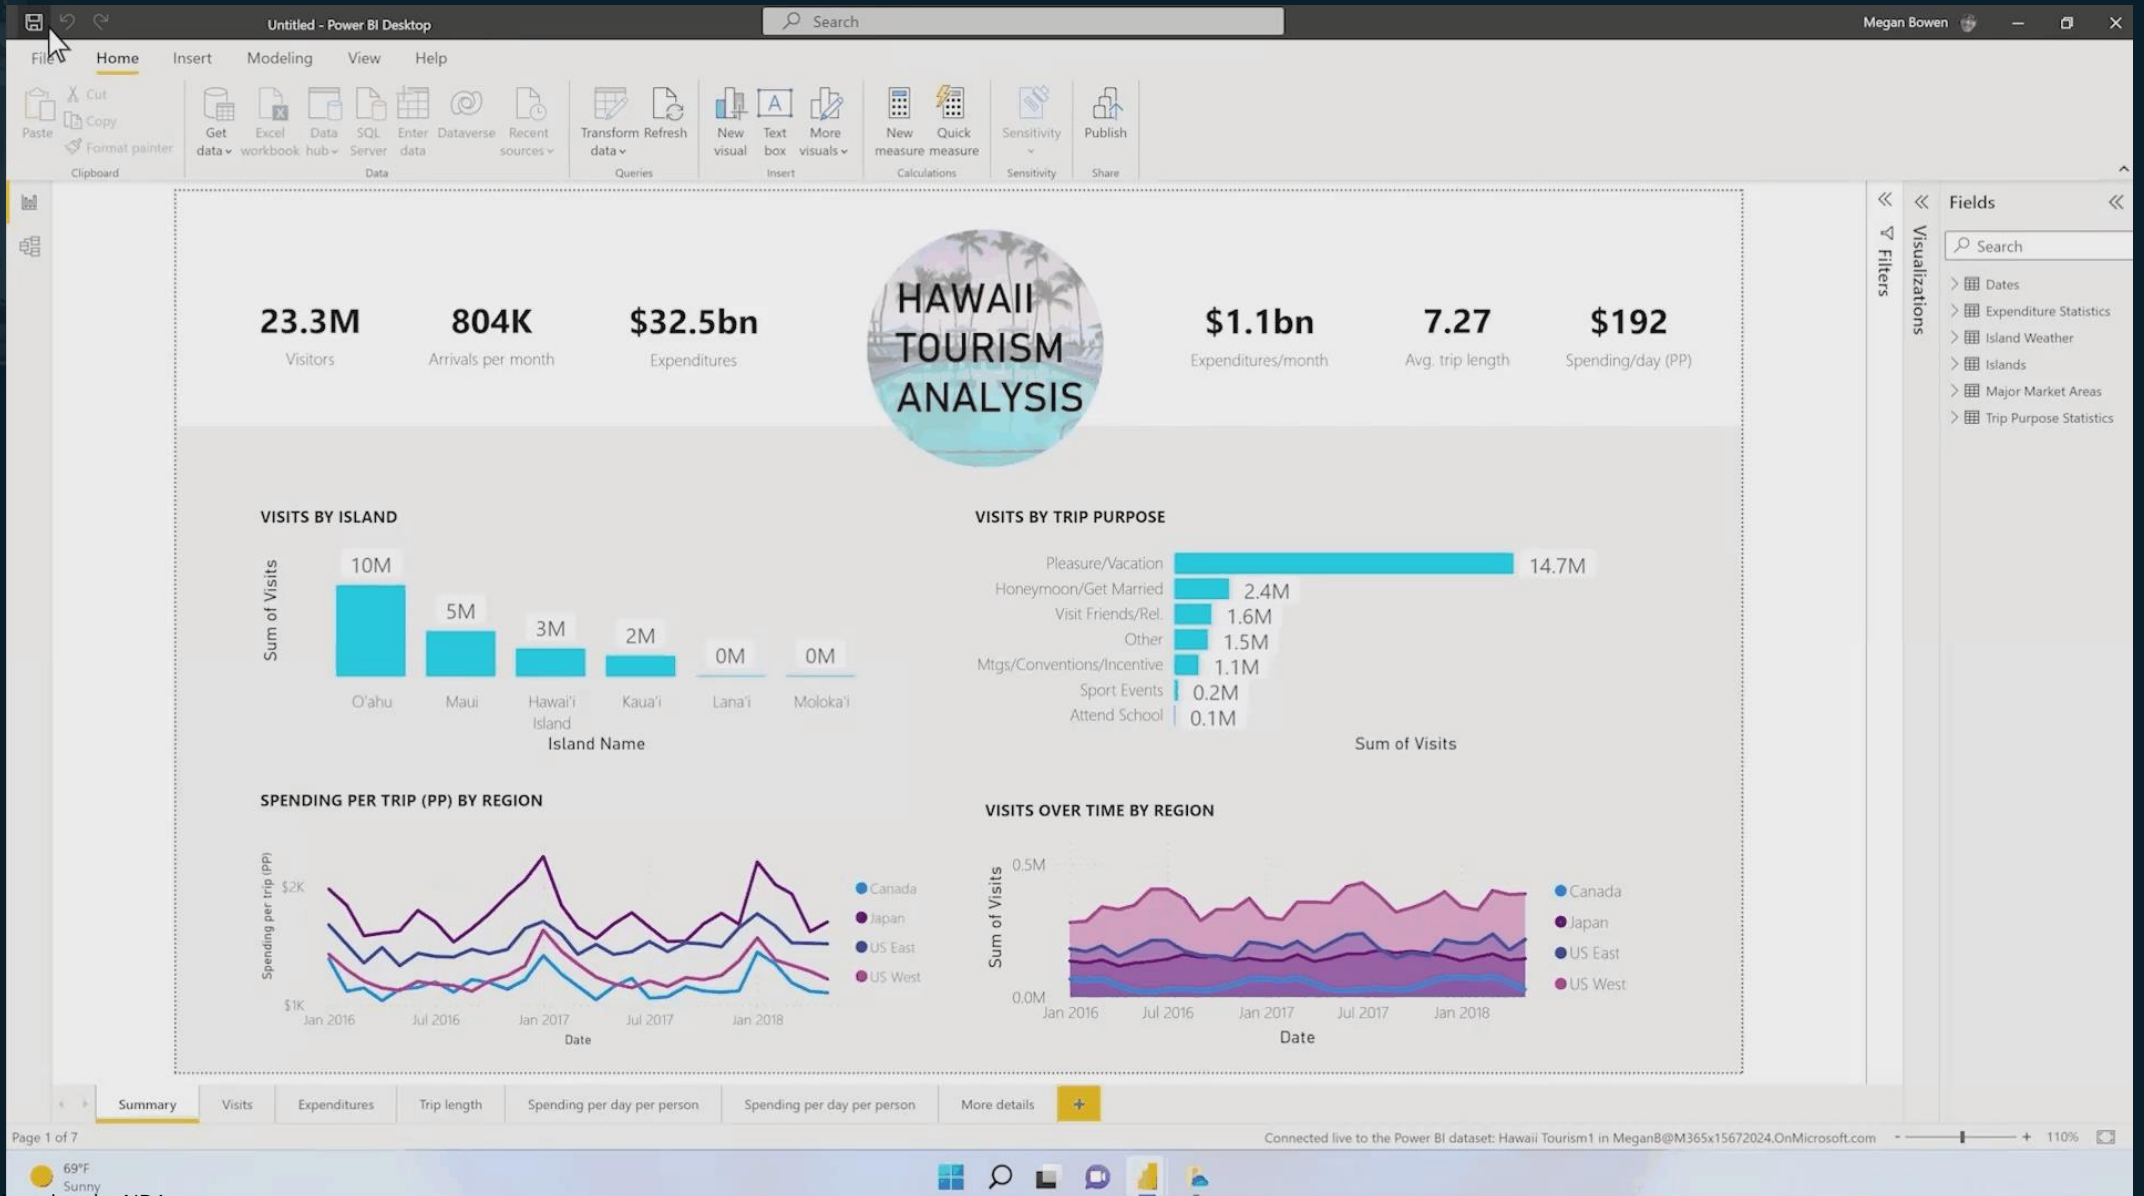 Untitled - Power BI Desktop
Search
Megan Bowen
File Home Insert Modeling View Help
Paste
Cut
Copy
Format painter
Clipboard
Get data
Excel workbook
Data hub
SQL Server
Enter data
Dataverse
Recent sources
Data
Transform data
Refresh
Queries
New visual
Text box
More visuals
Insert
New measure
Quick measure
Calculations
Sensitivity
Sensitivity
Publish
Share
Filters
Visualizations
Fields
Search
Dates
Expenditure Statistics
Island Weather
Islands
Major Market Areas
Trip Purpose Statistics
23.3M
Visitors
804K
Arrivals per month
$32.5bn
Expenditures
HAWAII
TOURISM
ANALYSIS
$1.1bn
Expenditures/month
7.27
Avg. trip length
$192
Spending/day (PP)
VISITS BY ISLAND
Sum of Visits
10M 5M 3M 2M 0M 0M
O'ahu Maui Hawai'i Island Kaua'i Lana'i Moloka'i
Island Name
VISITS BY TRIP PURPOSE
Pleasure/Vacation 14.7M
Honeymoon/Get Married 2.4M
Visit Friends/Rel. 1.6M
Other 1.5M
Mtgs/Conventions/Incentive 1.1M
Sport Events 0.2M
Attend School 0.1M
Sum of Visits
SPENDING PER TRIP (PP) BY REGION
Spending per trip (PP)
$2K
$1K
Jan 2016 Jul 2016 Jan 2017 Jul 2017 Jan 2018
Date
Canada
Japan
US East
US West
VISITS OVER TIME BY REGION
Sum of Visits
0.5M
0.0M
Jan 2016 Jul 2016 Jan 2017 Jul 2017 Jan 2018
Date
Canada
Japan
US East
US West
Summary Visits Expenditures Trip length Spending per day per person Spending per day per person More details +
Page 1 of 7
Connected live to the Power BI dataset: Hawaii Tourism1 in MeganB@M365x15672024.OnMicrosoft.com
- + 110%
69°F
Sunny